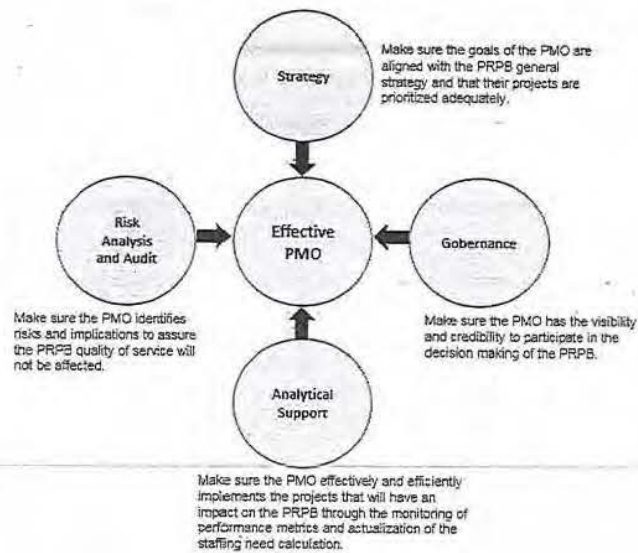 Strategy
Make sure the goals of the PMO are
aligned with the PRPB general
strategy and that their projects are
prioritized adequately.
Risk
Analysis
and Audit
Make sure the PMO identifies
risks and implications to assure
the PRPB quality of service will
not be affected.
Effective
PMO
Gobernance
Make sure the PMO has the visibility
and credibility to participate in the
decision making of the PRPB.
Analytical
Support
Make sure the PMO effectively and efficiently
implements the projects that will have an
impact on the PRPB through the monitoring of
performance metrics and actualization of the
staffing need calculation.